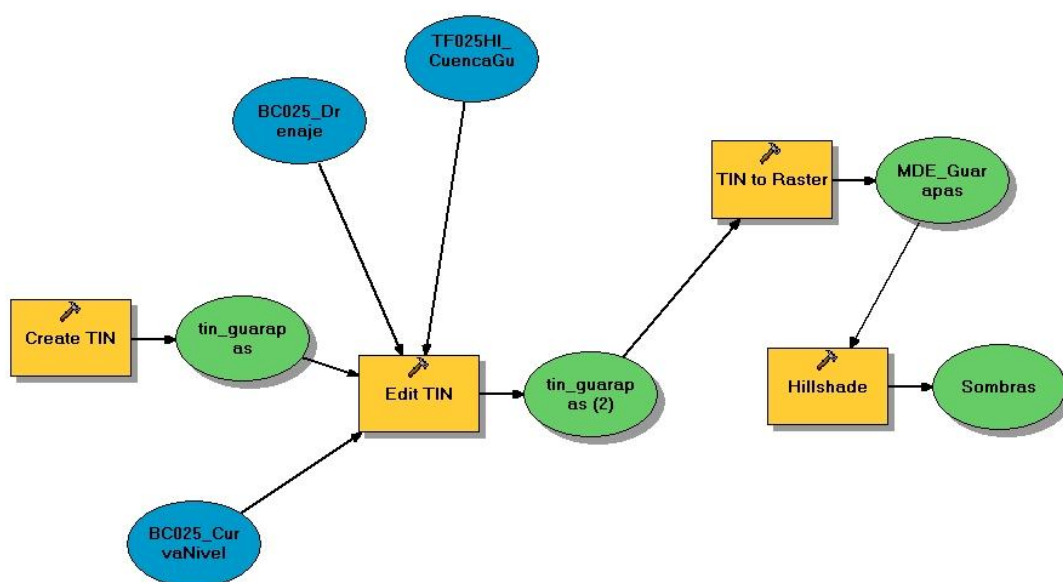 TF025HI_
CuencaGu
BC025_Dr
enaje
TIN to Raster
MDE_Guar
apas
Create TIN
tin_guarap
as
Edit TIN
tin_guarap
as (2)
Hillshade
Sombras
BC025_Cur
vaNivel